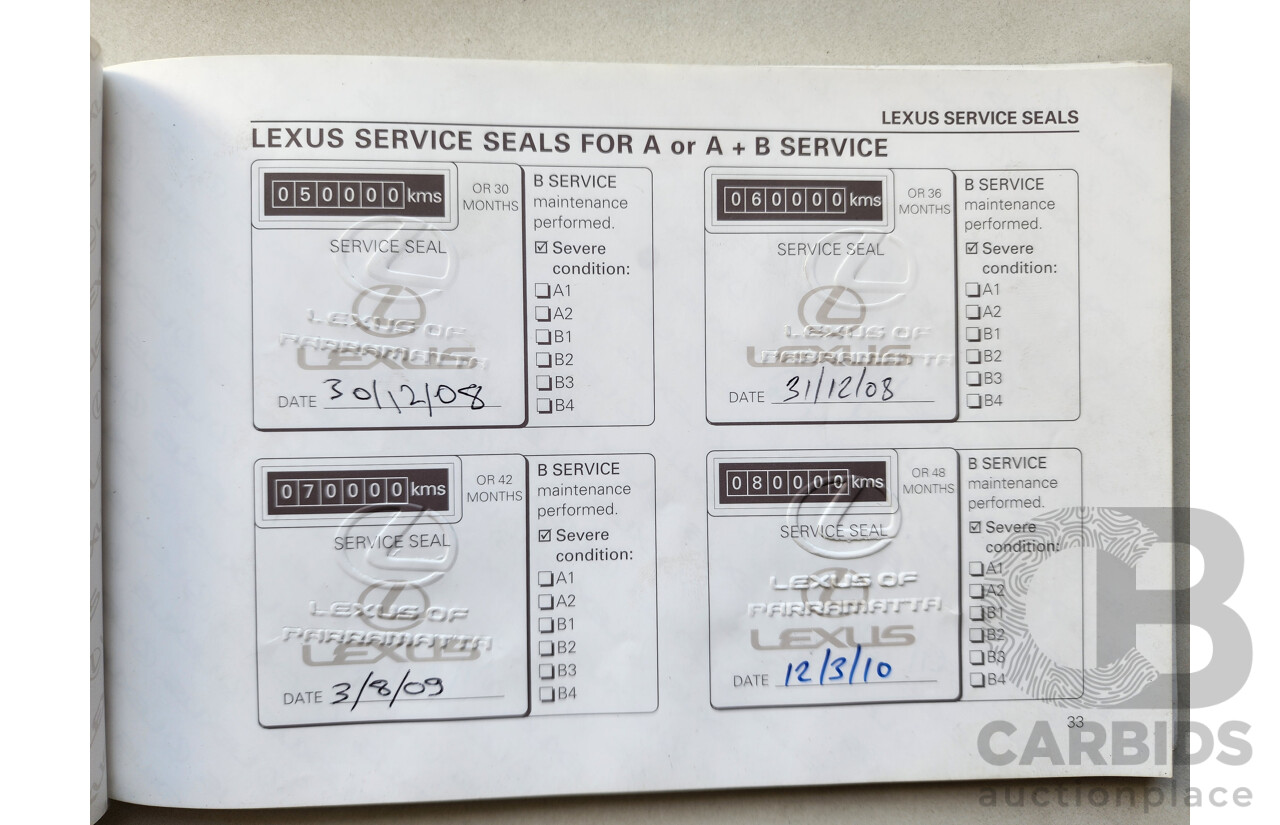 LEXUS SERVICE SEALS
LEXUS SERVICE SEALS FOR A or A + B SERVICE
050000 kms
OR 30
MONTHS
SERVICE SEAL
LEXUS OF
PARRAMATTA
LEXUS
DATE 30/12/08
B SERVICE
maintenance
performed.
☑ Severe
condition:
❑ A1
❑ A2
❑ B1
❑ B2
❑ B3
❑ B4
060000 kms
OR 36
MONTHS
SERVICE SEAL
LEXUS OF
PARRAMATTA
LEXUS
DATE 31/12/08
B SERVICE
maintenance
performed.
☑ Severe
condition:
❑ A1
❑ A2
❑ B1
❑ B2
❑ B3
❑ B4
070000 kms
OR 42
MONTHS
SERVICE SEAL
LEXUS OF
PARRAMATTA
LEXUS
DATE 3/8/09
B SERVICE
maintenance
performed.
☑ Severe
condition:
❑ A1
❑ A2
❑ B1
❑ B2
❑ B3
❑ B4
080000 kms
OR 48
MONTHS
SERVICE SEAL
LEXUS OF
PARRAMATTA
LEXUS
DATE 12/3/10
B SERVICE
maintenance
performed.
☑ Severe
condition:
❑ A1
❑ A2
❑ B1
❑ B2
❑ B3
❑ B4
33
CB
CARBIDS
auctionplace